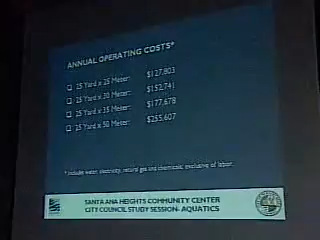 ANNUAL OPERATING COSTS*
25 Yard x 25 Meter: $127,803
25 Yard x 30 Meter: $152,741
25 Yard x 35 Meter: $177,678
25 Yard x 50 Meter: $255,607
* Include water, electricity, natural gas and chemicals; exclusive of labor.
SANTA ANA HEIGHTS COMMUNITY CENTER
CITY COUNCIL STUDY SESSION- AQUATICS